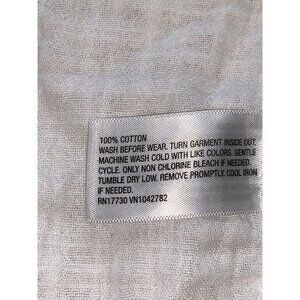 100% COTTON
WASH BEFORE WEAR. TURN GARMENT INSIDE OUT.
MACHINE WASH COLD WITH LIKE COLORS, GENTLE
CYCLE. ONLY NON CHLORINE BLEACH IF NEEDED.
TUMBLE DRY LOW. REMOVE PROMPTLY. COOL IRON
IF NEEDED.
RN17730 VN1042782